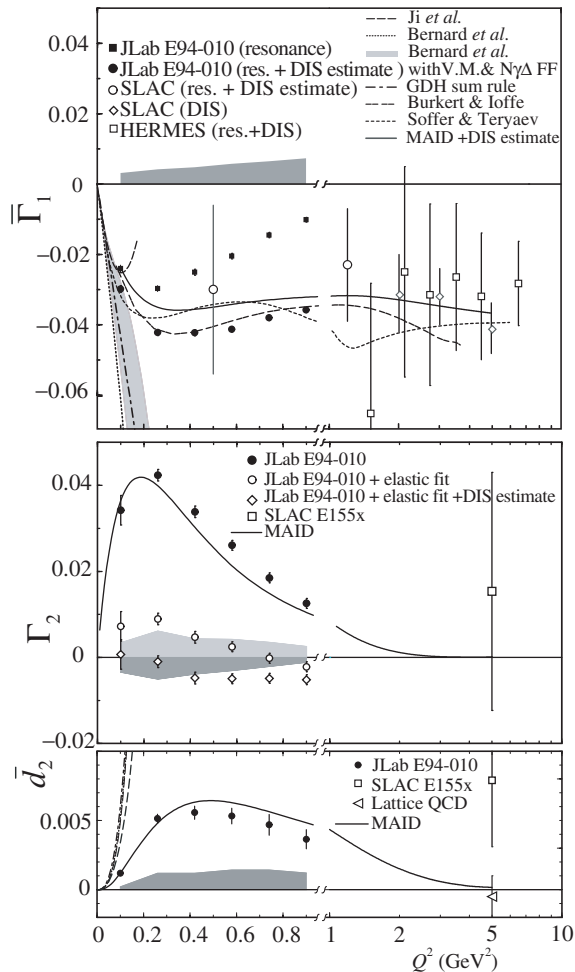 0.04
0.02
0
−0.02
−0.04
−0.06
Γ̄₁
JLab E94-010 (resonance)
JLab E94-010 (res. + DIS estimate)
SLAC (res. + DIS estimate)
SLAC (DIS)
HERMES (res.+DIS)
Ji et al.
Bernard et al.
Bernard et al.
with V.M.& NγΔ FF
GDH sum rule
Burkert & Ioffe
Soffer & Teryaev
MAID +DIS estimate
0.04
0.02
0
−0.02
Γ₂
JLab E94-010
JLab E94-010 + elastic fit
JLab E94-010 + elastic fit +DIS estimate
SLAC E155x
MAID
d̄₂
0.005
0
JLab E94-010
SLAC E155x
Lattice QCD
MAID
0 0.2 0.4 0.6 0.8 1 2 5 10
Q² (GeV²)